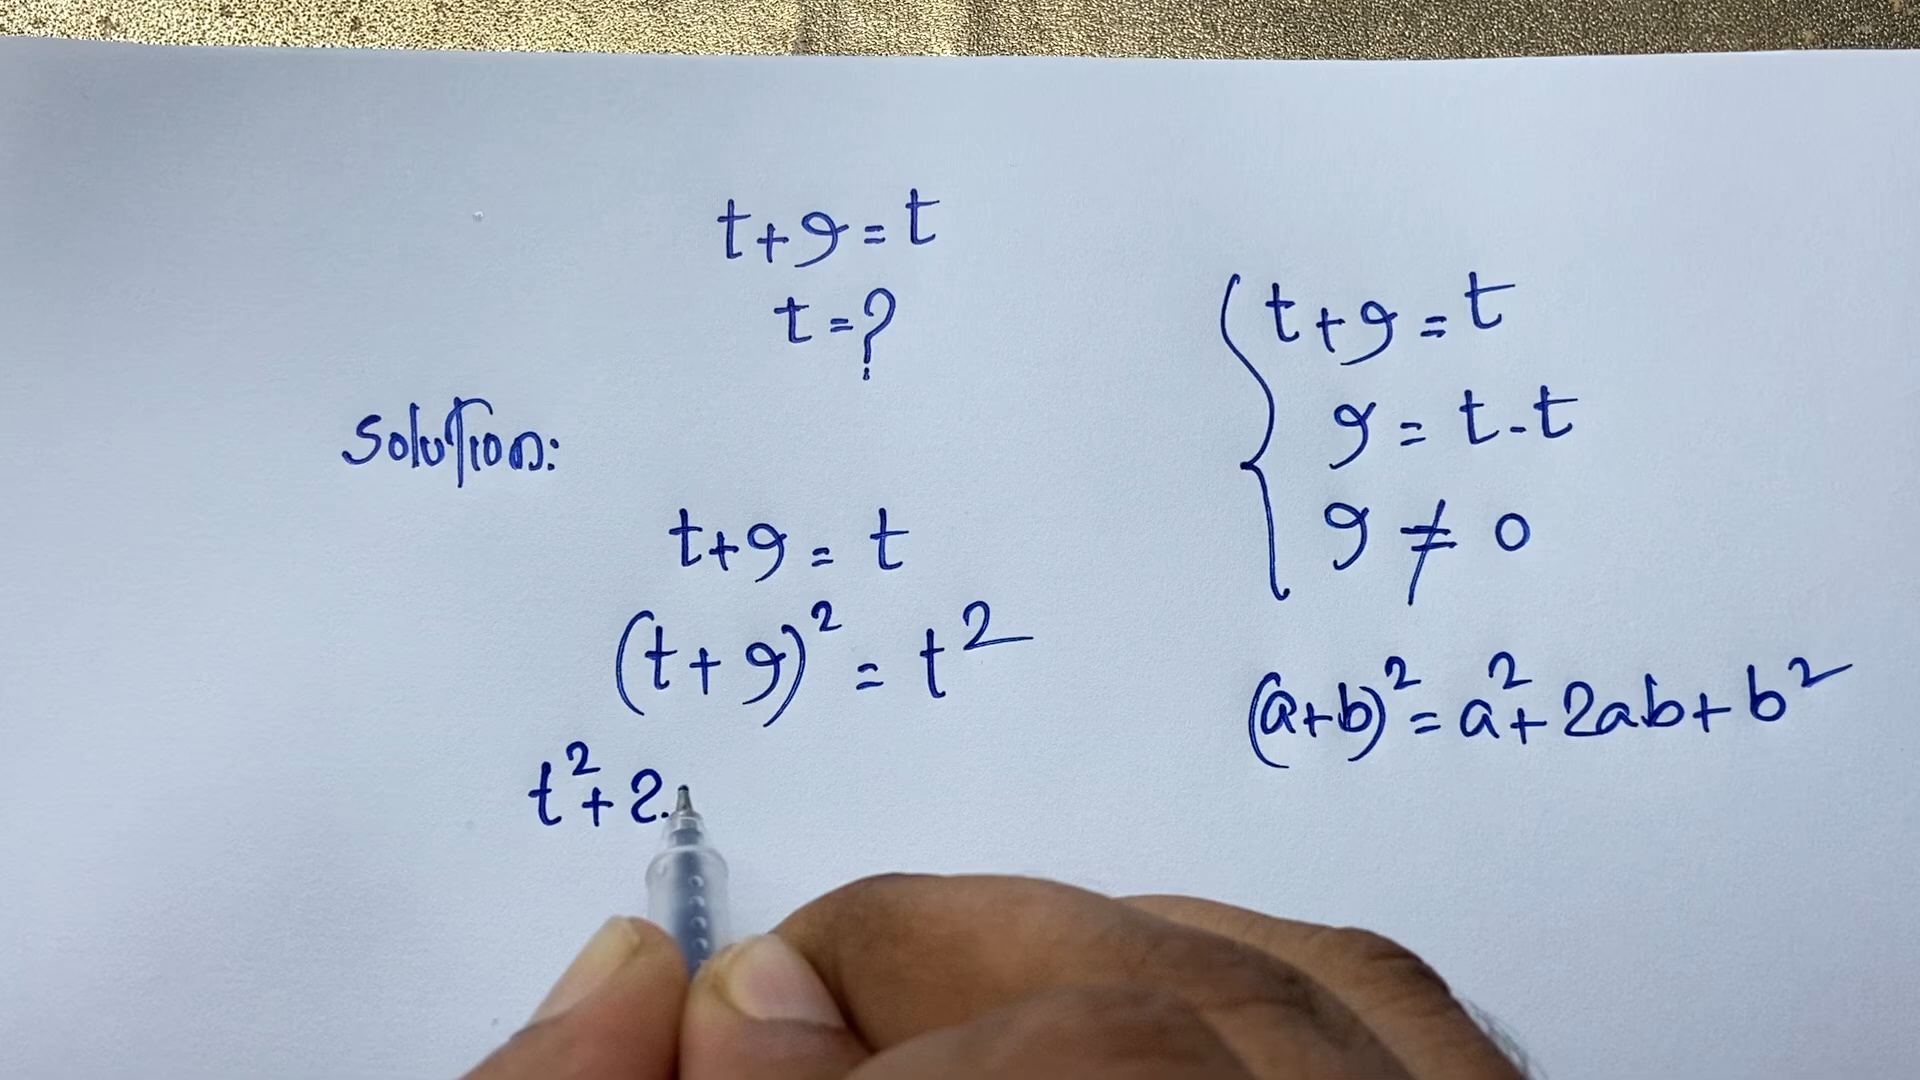 t+9=t
t=?
Solution:
t+9=t
(t+9)²=t²
t²+2.
t+9=t
9=t-t
9≠0
(a+b)²=a²+2ab+b²